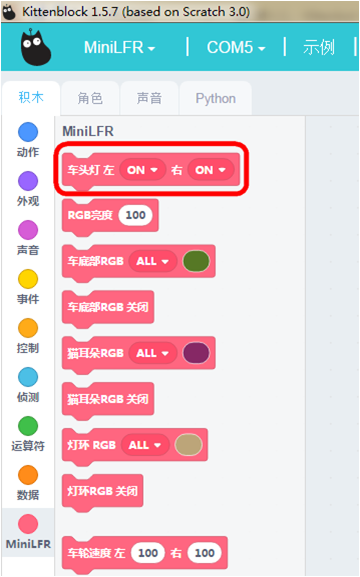 Kittenblock 1.5.7 (based on Scratch 3.0)
MiniLFR COM5 示例
积木 角色 声音 Python
MiniLFR
动作
外观
声音
事件
控制
侦测
运算符
数据
MiniLFR
车头灯 左 ON 右 ON
RGB亮度 100
车底部RGB ALL
车底部RGB 关闭
猫耳朵RGB ALL
猫耳朵RGB 关闭
灯环 RGB ALL
灯环RGB 关闭
车轮速度 左 100 右 100